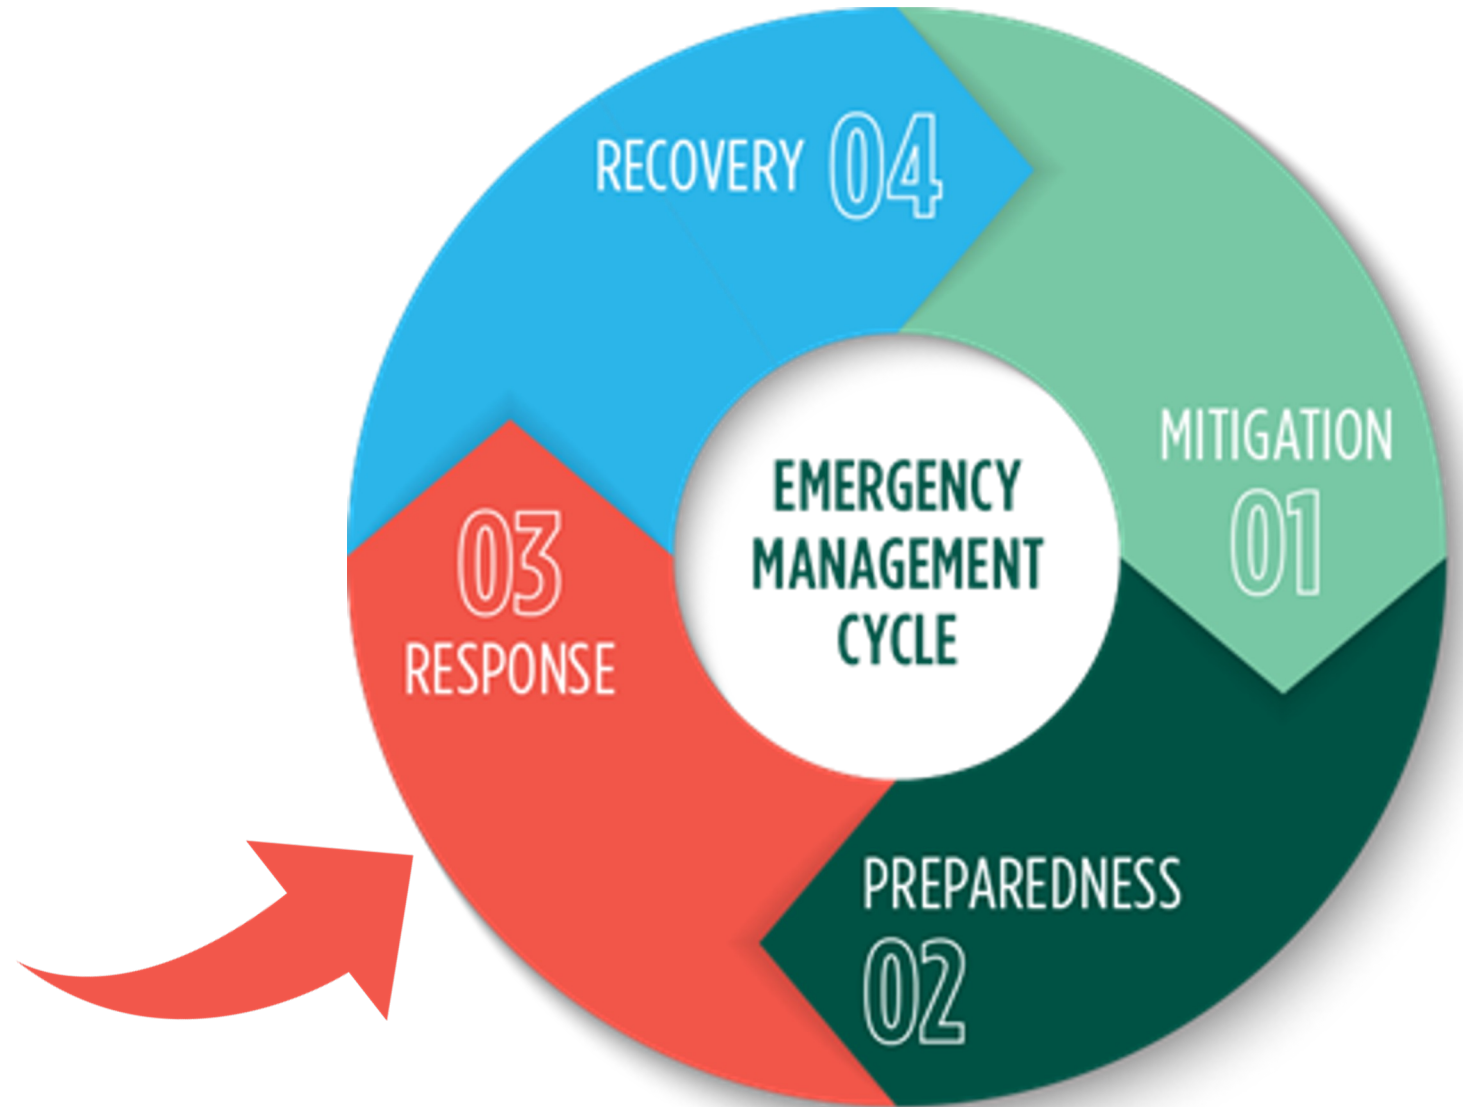 RECOVERY 04
MITIGATION
01
EMERGENCY
MANAGEMENT
CYCLE
03
RESPONSE
PREPAREDNESS
02